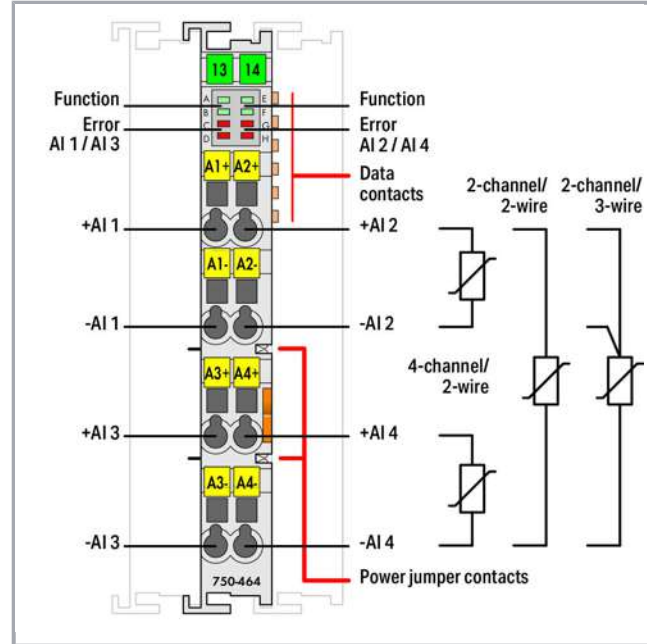 13 14
A E
Function B F Function
Error C G Error
AI 1 / AI 3 D H AI 2 / AI 4
A1+ A2+ Data
contacts
2-channel/ 2-channel/
2-wire 3-wire
+AI 1 +AI 2
A1- A2-
-AI 1 -AI 2
A3+ A4+
4-channel/
2-wire
+AI 3 +AI 4
A3- A4-
-AI 3 -AI 4
750-464 Power jumper contacts